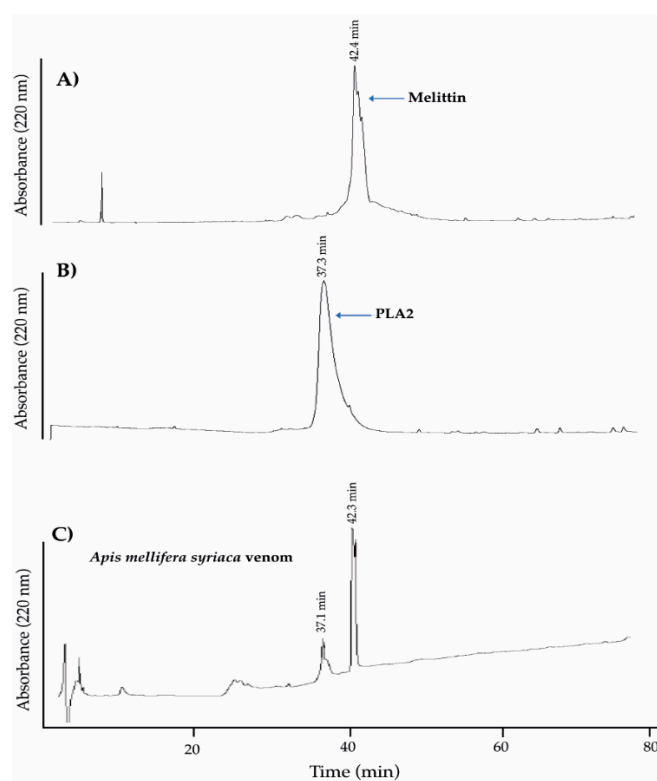 A)
Absorbance (220 nm)
42.4 min
Melittin
B)
Absorbance (220 nm)
37.3 min
PLA2
C)
Apis mellifera syriaca venom
Absorbance (220 nm)
37.1 min
42.3 min
20
40
60
80
Time (min)